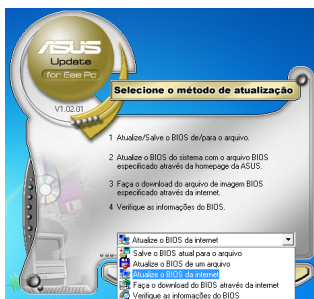 ASUS
Update
for Eee Pc
V1.02.01
Selecione o método de atualização
1 Atualize/Salve o BIOS de/para o arquivo.
2 Atualize o BIOS do sistema com o arquivo BIOS
especificado através da homepage da ASUS.
3 Faça o download do arquivo de imagem BIOS
especificado através da internet.
4 Verifique as informações do BIOS.
Atualize o BIOS da internet
Salve o BIOS atual para o arquivo
Atualize o BIOS de um arquivo
Atualize o BIOS da internet
Faça o download do BIOS através da internet
Verifique as informações do BIOS